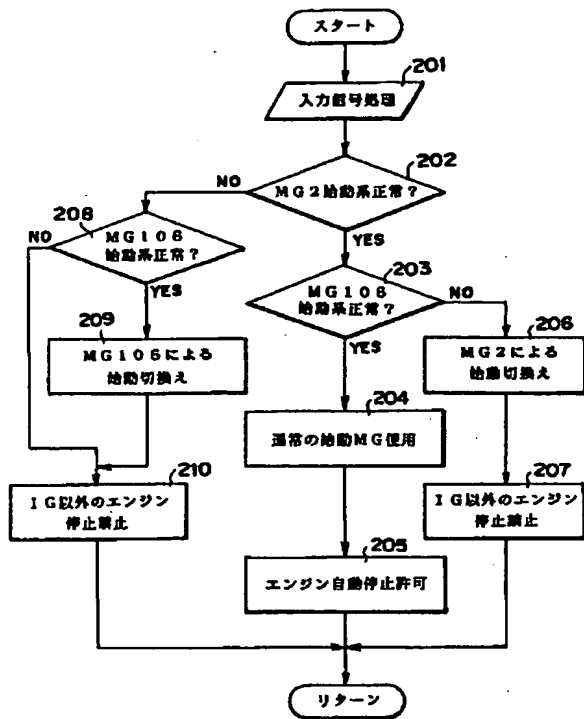 スタート
201
入力信号処理
202
MG2始動系正常?
NO
YES
208
MG106
始動系正常?
NO
YES
203
MG106
始動系正常?
NO
YES
209
MG106による
始動切換え
206
MG2による
始動切換え
204
通常の始動MG使用
210
IG以外のエンジン
停止禁止
207
IG以外のエンジン
停止禁止
205
エンジン自動停止許可
リターン